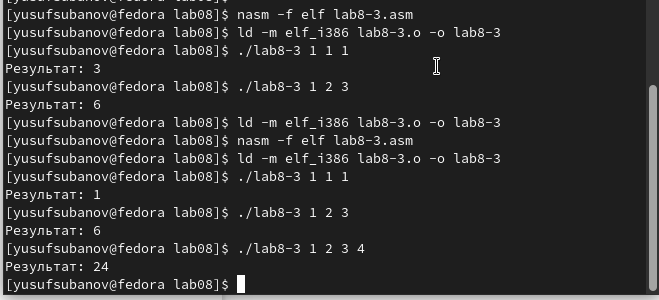 [yusufsubanov@fedora lab08]$ nasm -f elf lab8-3.asm
[yusufsubanov@fedora lab08]$ ld -m elf_i386 lab8-3.o -o lab8-3
[yusufsubanov@fedora lab08]$ ./lab8-3 1 1 1
Результат: 3
[yusufsubanov@fedora lab08]$ ./lab8-3 1 2 3
Результат: 6
[yusufsubanov@fedora lab08]$ ld -m elf_i386 lab8-3.o -o lab8-3
[yusufsubanov@fedora lab08]$ nasm -f elf lab8-3.asm
[yusufsubanov@fedora lab08]$ ld -m elf_i386 lab8-3.o -o lab8-3
[yusufsubanov@fedora lab08]$ ./lab8-3 1 1 1
Результат: 1
[yusufsubanov@fedora lab08]$ ./lab8-3 1 2 3
Результат: 6
[yusufsubanov@fedora lab08]$ ./lab8-3 1 2 3 4
Результат: 24
[yusufsubanov@fedora lab08]$